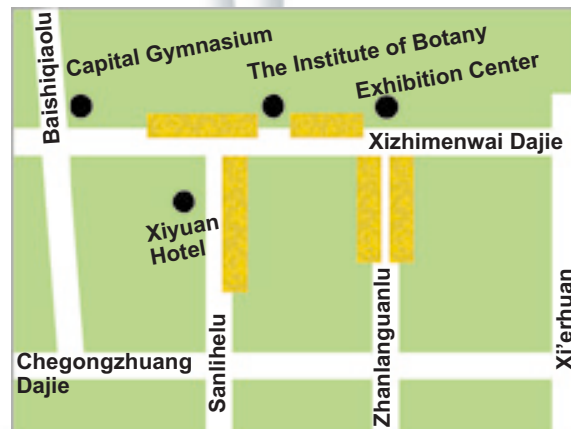 Capital Gymnasium
The Institute of Botany
Exhibition Center
Baishiqiaolu
Xizhimenwai Dajie
Xiyuan
Hotel
Chegongzhuang
Dajie
Sanlihelu
Zhanlanguanlu
Xi'erhuan